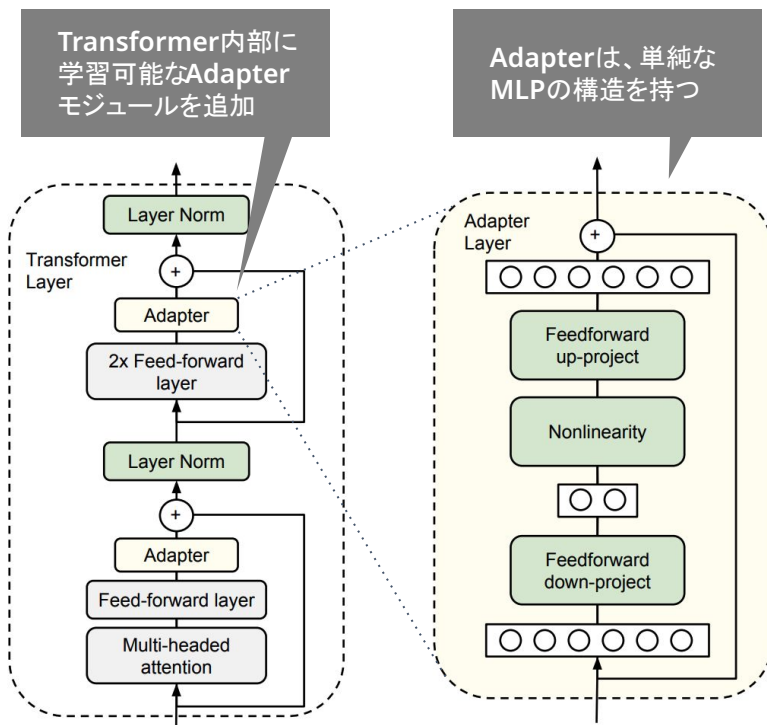 Transformer内部に
学習可能なAdapter
モジュールを追加
Adapterは、単純な
MLPの構造を持つ
Layer Norm
Transformer
Layer
+
Adapter
2x Feed-forward
layer
Layer Norm
+
Adapter
Feed-forward layer
Multi-headed
attention
Adapter
Layer
+
Feedforward
up-project
Nonlinearity
Feedforward
down-project